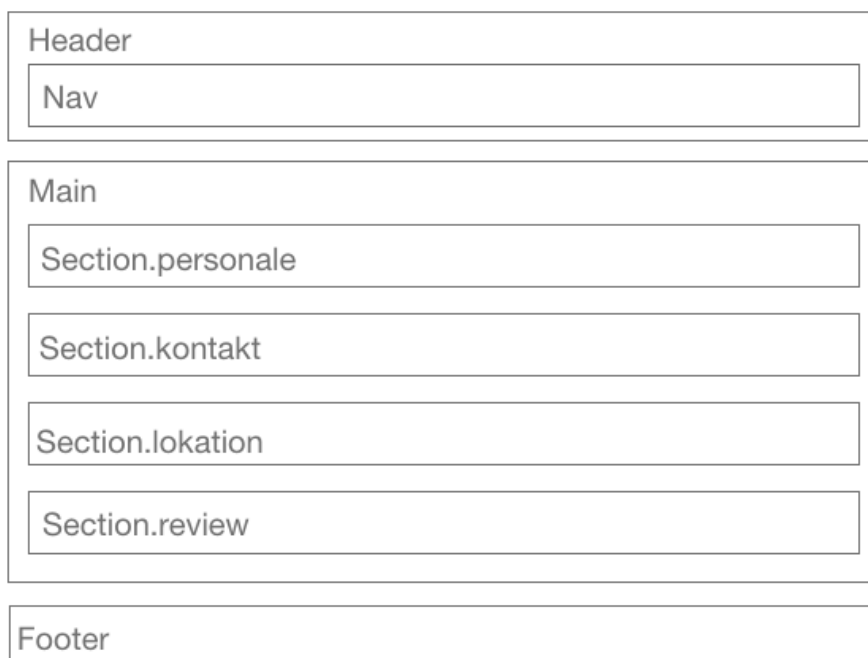 Header
Nav
Main
Section.personale
Section.kontakt
Section.lokation
Section.review
Footer